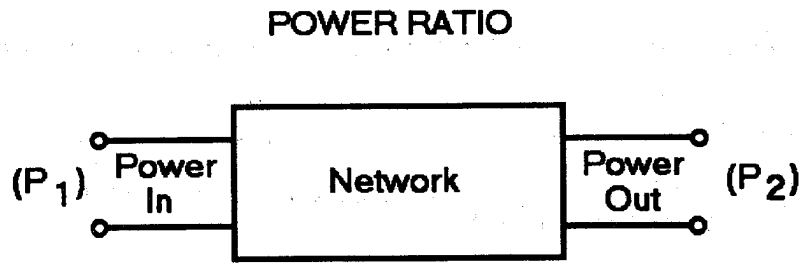 POWER RATIO
(P1)
Power
In
Network
Power
Out
(P2)